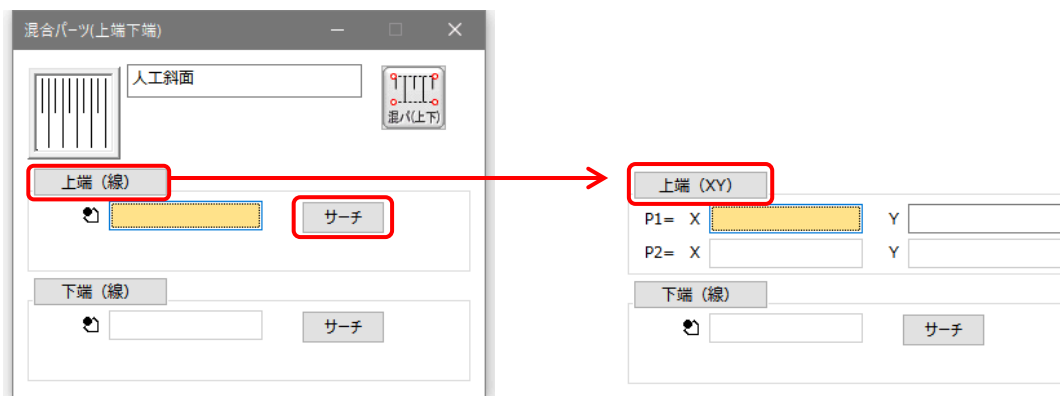 混合パーツ(上端下端)
人工斜面
混パ(上下)
上端（線）
サーチ
下端（線）
サーチ
上端（XY）
P1= X Y
P2= X Y
下端（線）
サーチ